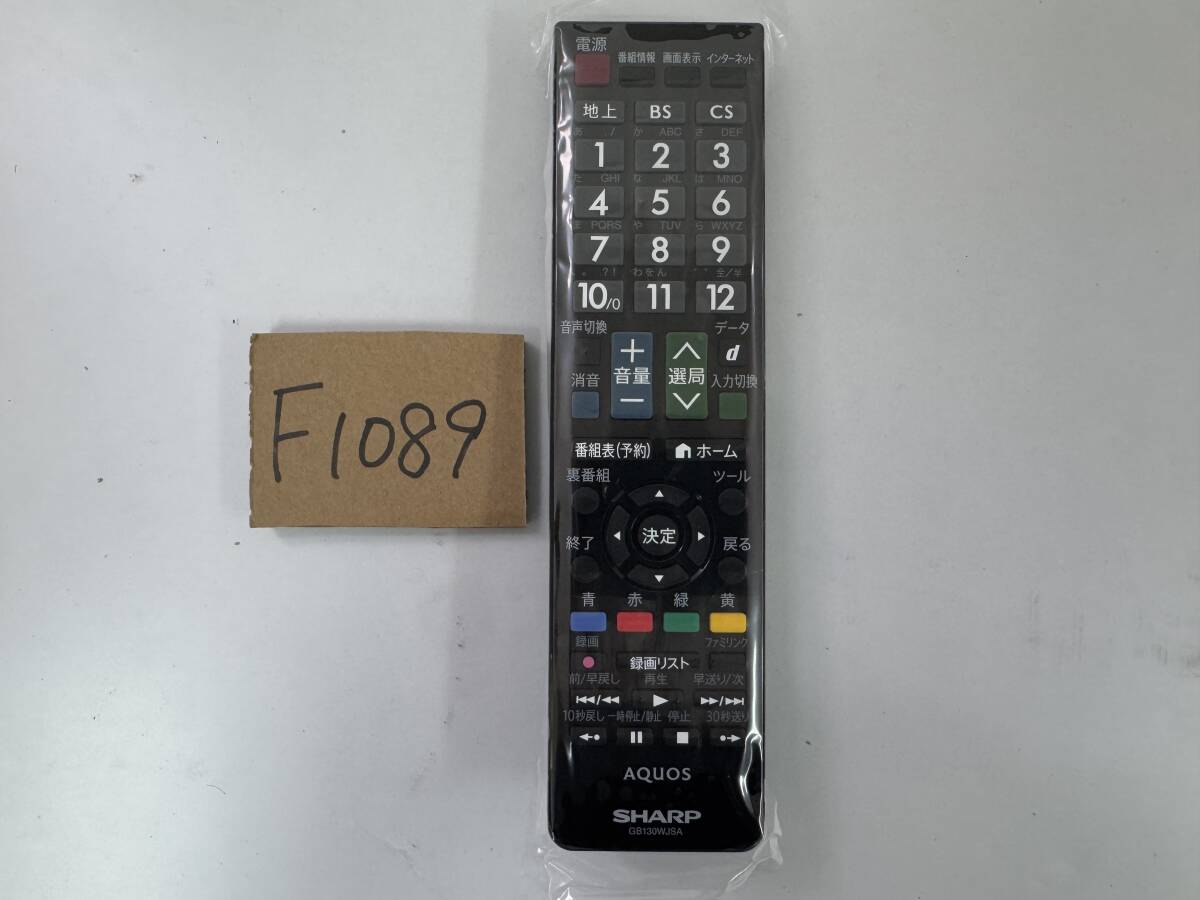 電源
番組情報 画面表示 インターネット
地上 BS CS
あ ./ か ABC さ DEF
1 2 3
た GHI な JKL は MNO
4 5 6
ま PQRS や TUV ら WXYZ
7 8 9
。 ?! わをん 全/半
10/0 11 12
音声切換 データ
+ ∧ d
消音 音量 選局 入力切換
− ∨
番組表(予約) ホーム
裏番組 ツール
決定
終了 戻る
青 赤 緑 黄
録画 ファミリンク
録画リスト
前/早戻し 再生 早送り/次
10秒戻し 一時停止/静止 停止 30秒送り
AQUOS
SHARP
GB130WJSA
F1089